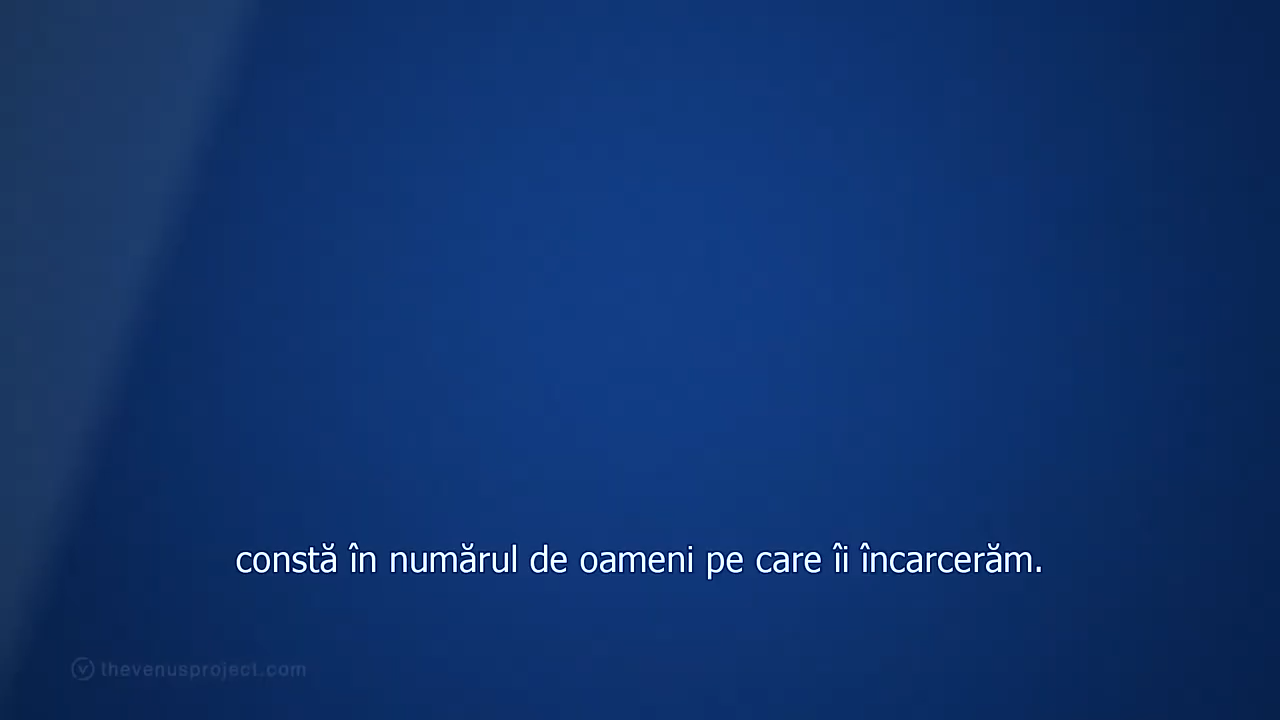 constă în numărul de oameni pe care îi încarcerăm.
thevenusproject.com